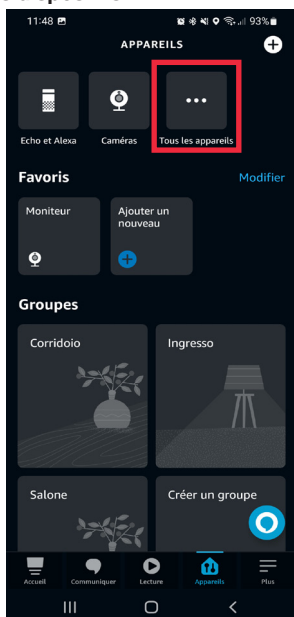 11:48 93%
APPAREILS
Echo et Alexa Caméras Tous les appareils
Favoris Modifier
Moniteur Ajouter un
nouveau
Groupes
Corridoio Ingresso
Salone Créer un groupe
Accueil Communiquer Lecture Appareils Plus